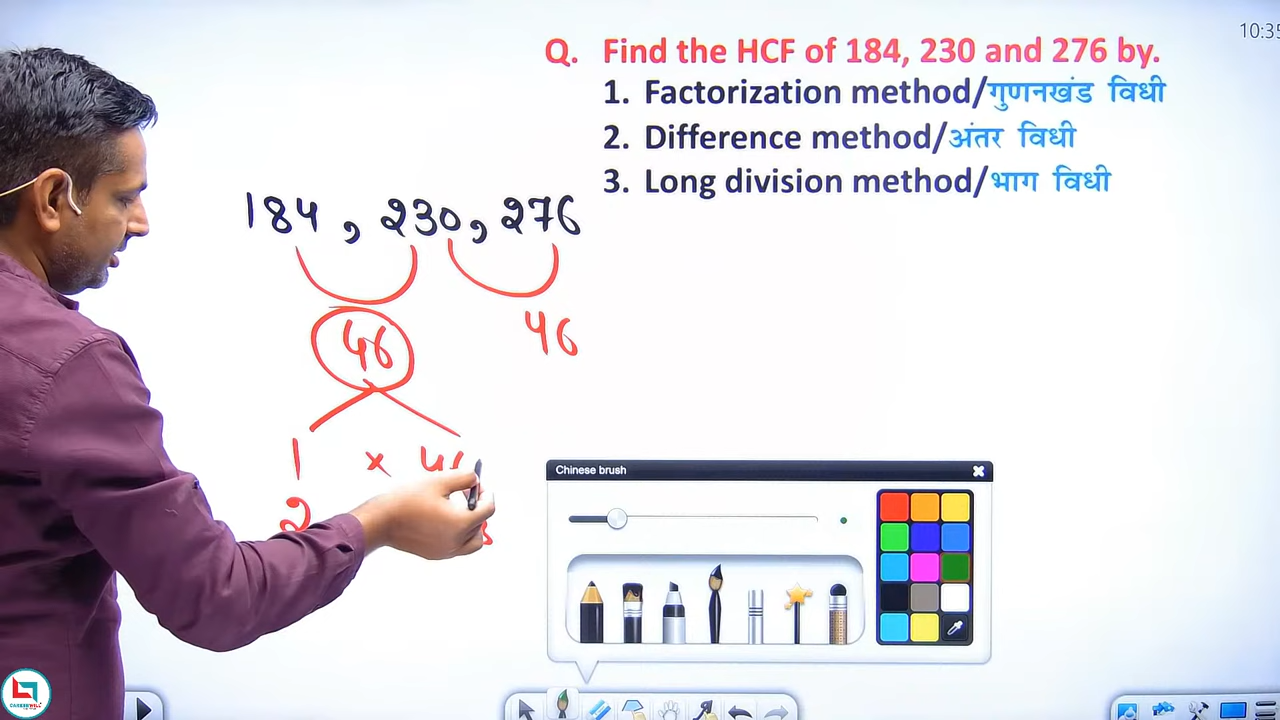 10:35
Q. Find the HCF of 184, 230 and 276 by.
1. Factorization method/गुणनखंड विधी
2. Difference method/अंतर विधी
3. Long division method/भाग विधी
184 , 230 , 276
46 46
1 × 46
2
Chinese brush
CAREERWILL